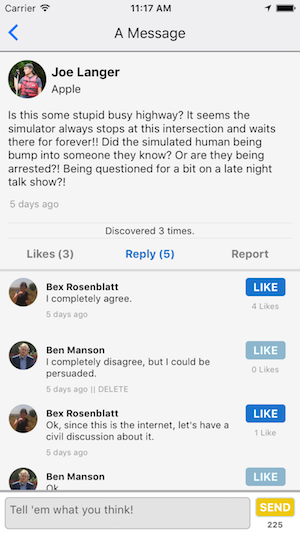 Carrier 11:17 AM
A Message
Joe Langer
Apple
Is this some stupid busy highway? It seems the
simulator always stops at this intersection and waits
there for forever!! Did the simulated human being
bump into someone they know? Or are they being
arrested?! Being questioned for a bit on a late night
talk show?!
5 days ago
Discovered 3 times.
Likes (3) Reply (5) Report
Bex Rosenblatt
I completely agree.
5 days ago
LIKE
4 Likes
Ben Manson
I completely disagree, but I could be
persuaded.
5 days ago || DELETE
LIKE
0 Likes
Bex Rosenblatt
Ok, since this is the internet, let's have a
civil discussion about it.
5 days ago
LIKE
1 Like
Ben Manson
Ok
LIKE
Tell 'em what you think!
SEND
225